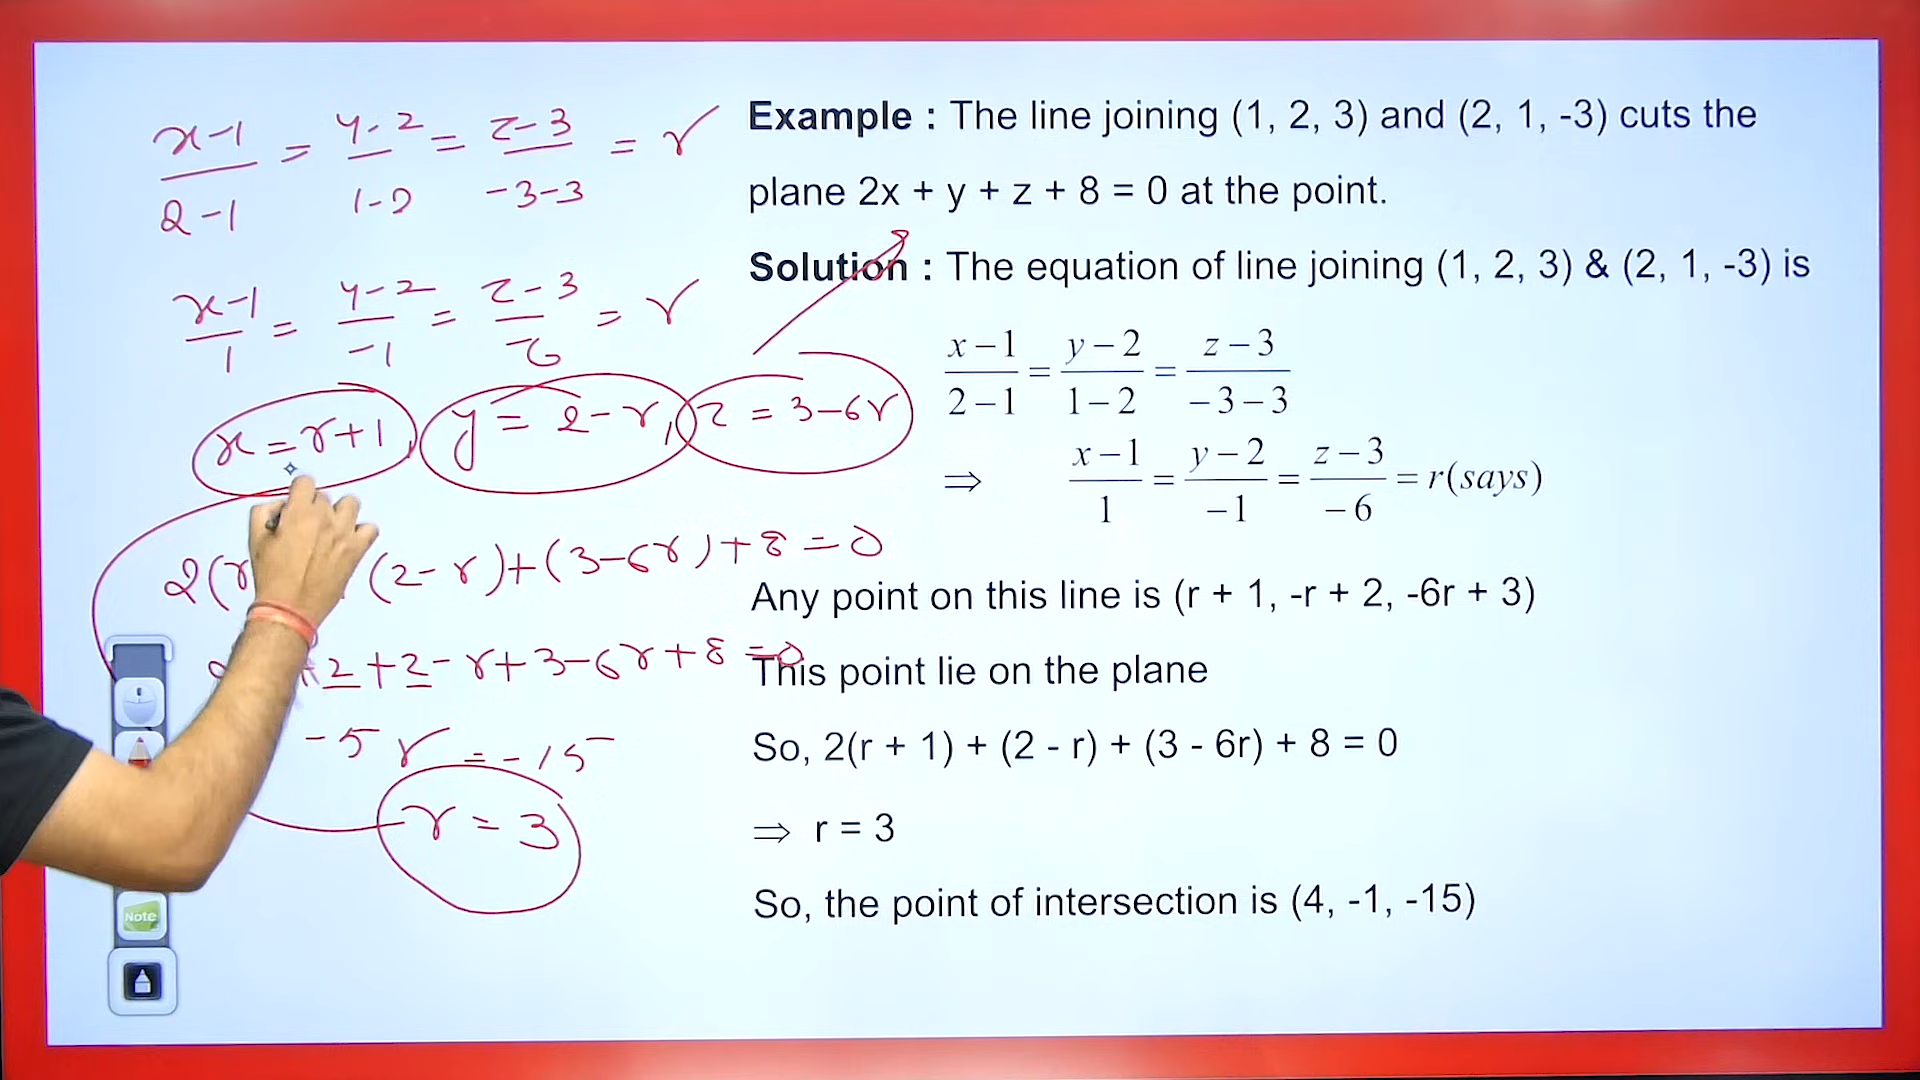 x-1/2-1 = y-2/1-2 = z-3/-3-3 = r
x-1/1 = y-2/-1 = z-3/-6 = r
x = r+1, y = 2-r, z = 3-6r
2(r (2-r)+(3-6r)+8=0
+2+2-r+3-6r+8=0
-5r = -15
r = 3
Note
Example : The line joining (1, 2, 3) and (2, 1, -3) cuts the
plane 2x + y + z + 8 = 0 at the point.
Solution : The equation of line joining (1, 2, 3) & (2, 1, -3) is
x-1/2-1 = y-2/1-2 = z-3/-3-3
⇒ x-1/1 = y-2/-1 = z-3/-6 = r(says)
Any point on this line is (r + 1, -r + 2, -6r + 3)
This point lie on the plane
So, 2(r + 1) + (2 - r) + (3 - 6r) + 8 = 0
⇒ r = 3
So, the point of intersection is (4, -1, -15)